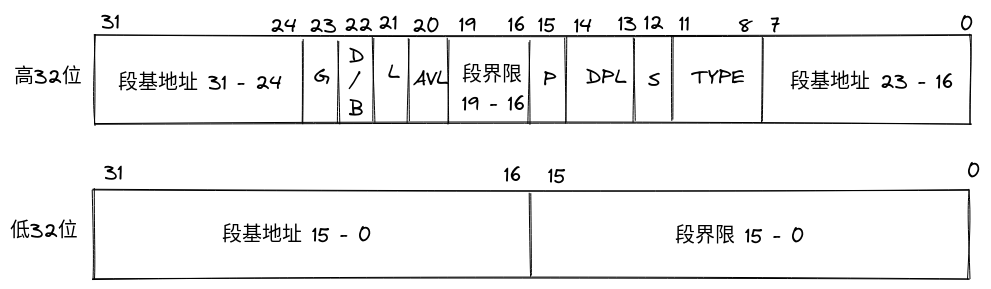 31 24 23 22 21 20 19 16 15 14 13 12 11 8 7 0
高32位 段基地址 31 - 24 G D/B L AVL 段界限 19 - 16 P DPL S TYPE 段基地址 23 - 16
31 16 15 0
低32位 段基地址 15 - 0 段界限 15 - 0